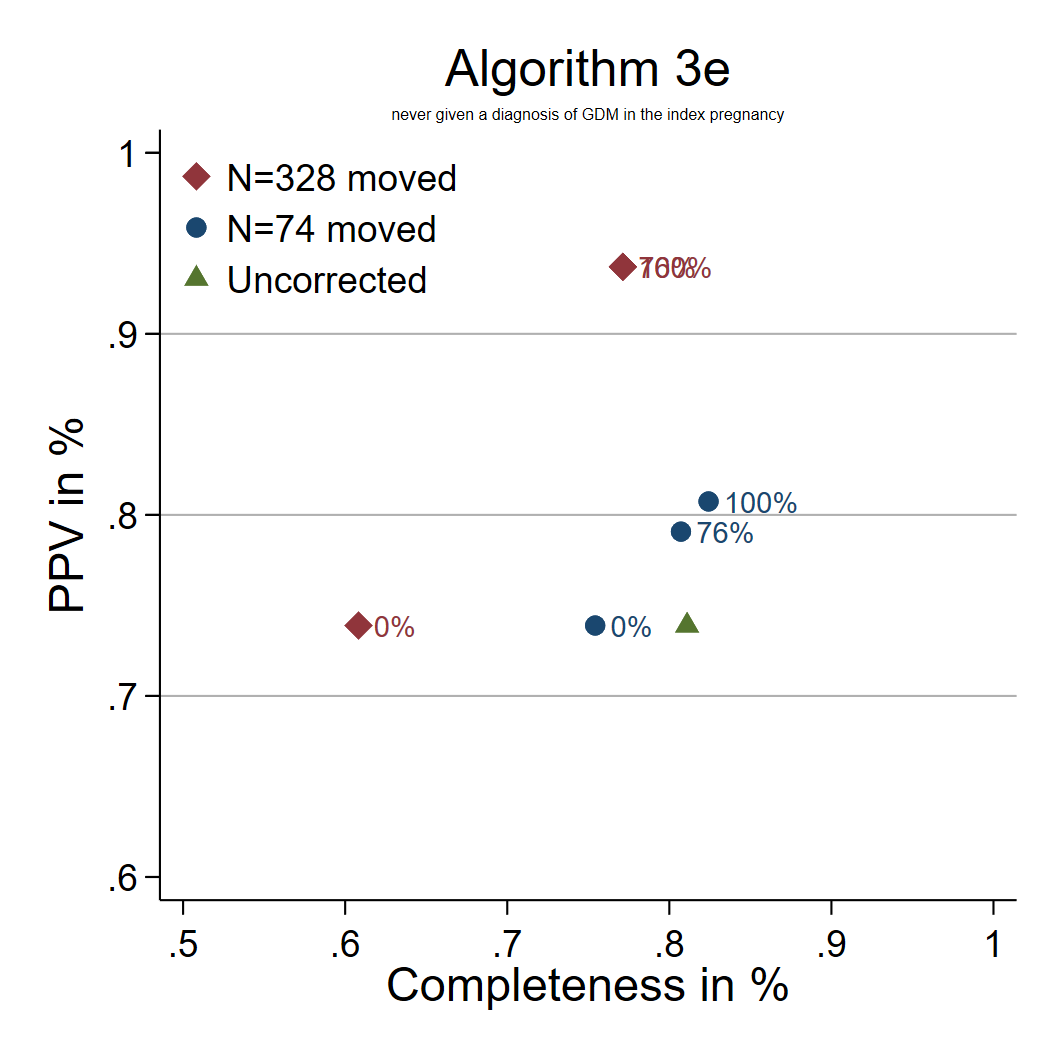 Algorithm 3e
never given a diagnosis of GDM in the index pregnancy
1
N=328 moved
N=74 moved
Uncorrected
.9
100%
.8
76%
0%
0%
.7
.6
PPV in %
.5
.6
.7
.8
.9
1
Completeness in %